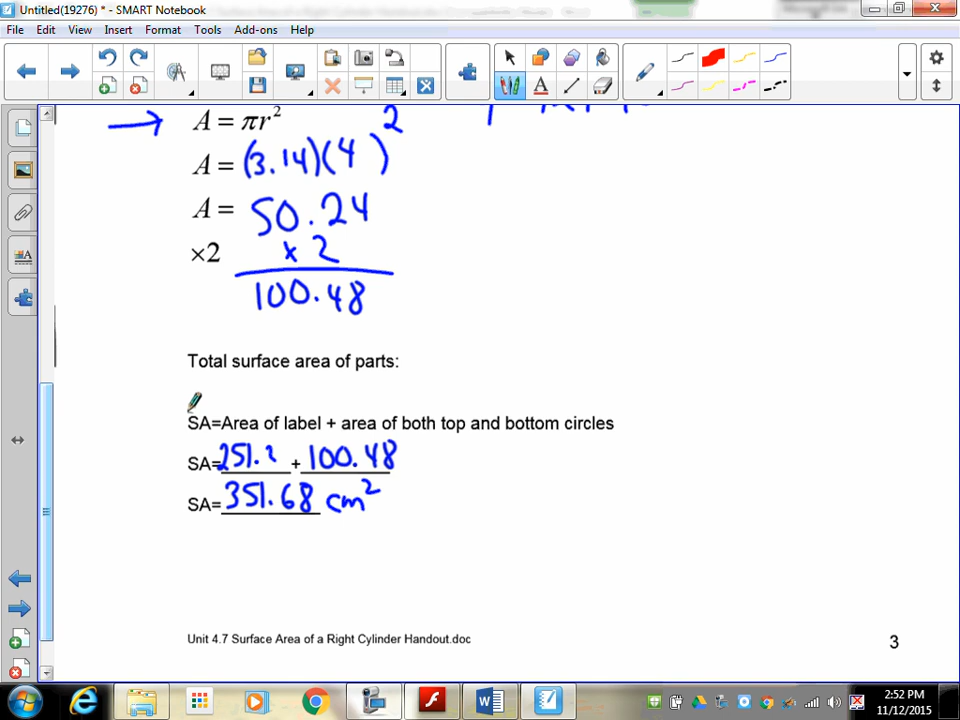 Untitled(19276) * - SMART Notebook
File Edit View Insert Format Tools Add-ons Help
A = πr²
A = (3.14)(4 )²
A = 50.24
×2 x 2
100.48
Total surface area of parts:
SA=Area of label + area of both top and bottom circles
SA=251.2 + 100.48
SA= 351.68 cm²
Unit 4.7 Surface Area of a Right Cylinder Handout.doc
3
2:52 PM
11/12/2015